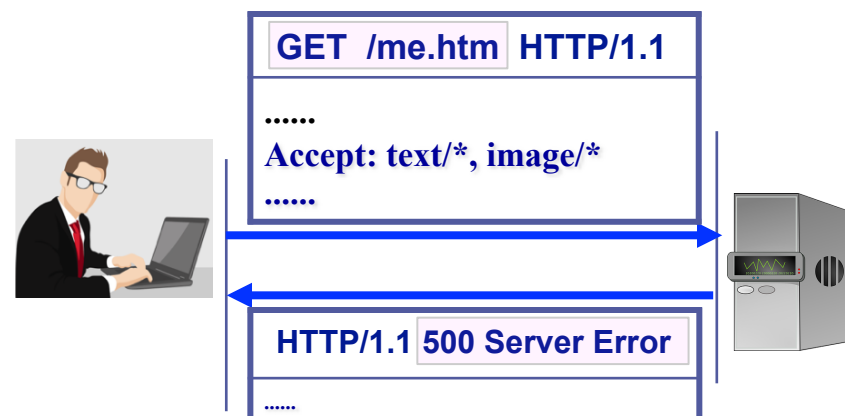 GET /me.htm HTTP/1.1
......
Accept: text/*, image/*
......
HTTP/1.1 500 Server Error
......